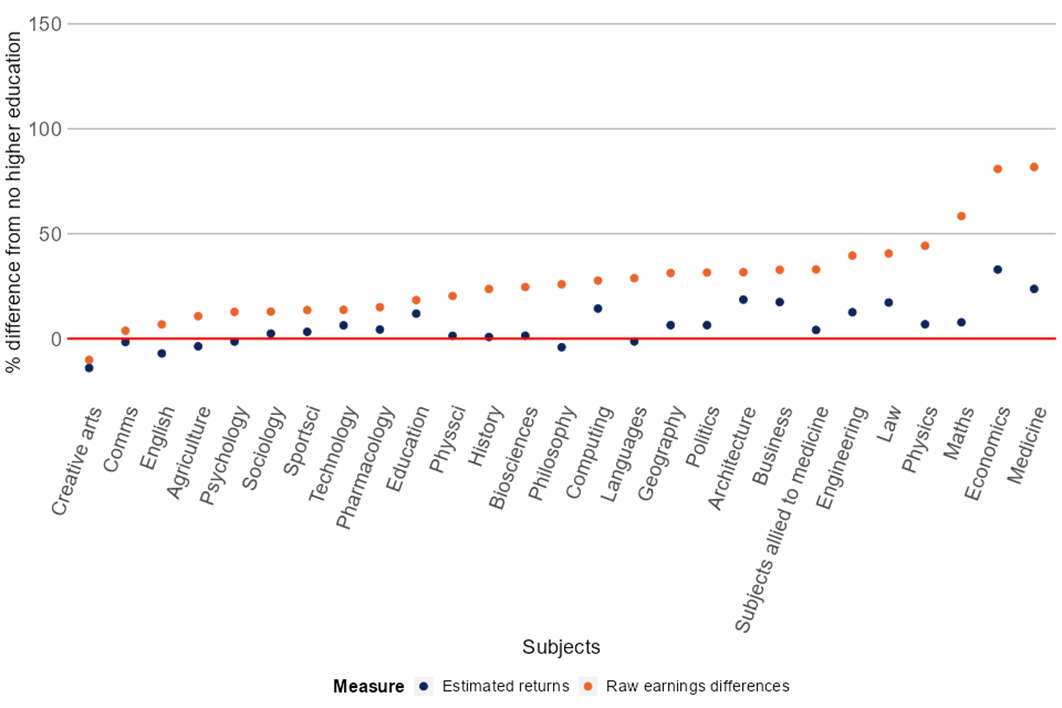 150
100
50
0
% difference from no higher education
Creative arts
Comms
English
Agriculture
Psychology
Sociology
Sportsci
Technology
Pharmacology
Education
Physsci
History
Biosciences
Philosophy
Computing
Languages
Geography
Politics
Architecture
Business
Subjects allied to medicine
Engineering
Law
Physics
Maths
Economics
Medicine
Subjects
Measure Estimated returns Raw earnings differences